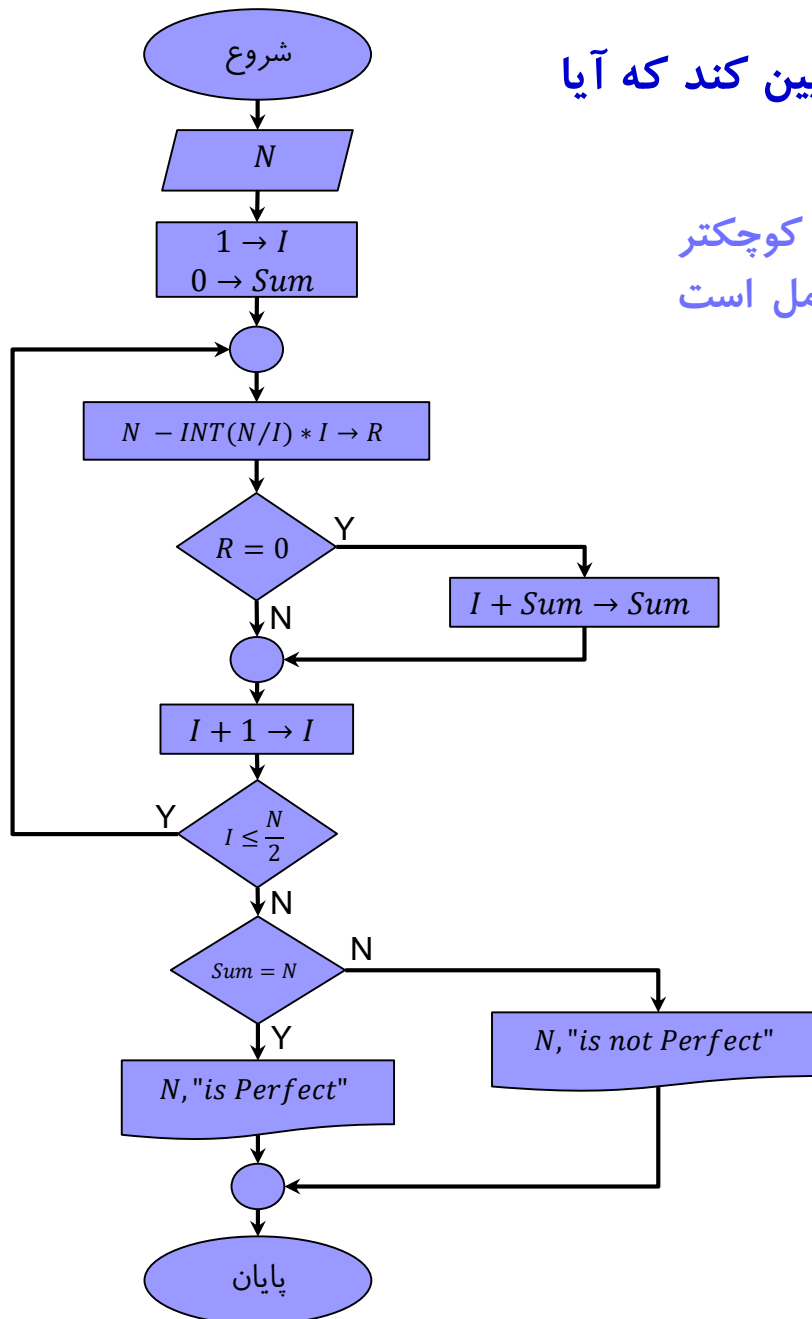 شروع
یین کند که آیا
N
کوچکتر
مل است
1 → I
0 → Sum
N − INT(N/I) ∗ I → R
R = 0
Y
N
I + Sum → Sum
I + 1 → I
I ≤ N/2
Y
N
Sum = N
N
Y
N, "is not Perfect"
N, "is Perfect"
پایان